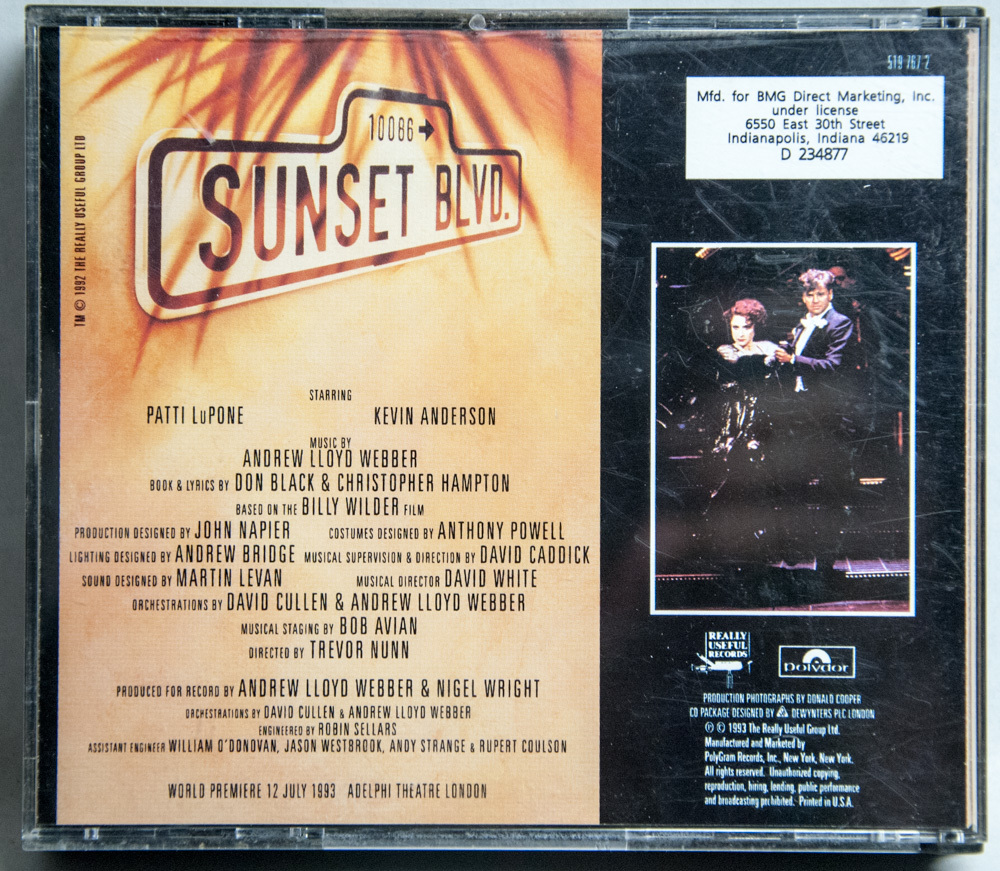 TM © 1992 THE REALLY USEFUL GROUP LTD
10086 →
SUNSET BLVD.
STARRING
PATTI LuPONE KEVIN ANDERSON
MUSIC BY
ANDREW LLOYD WEBBER
BOOK & LYRICS BY DON BLACK & CHRISTOPHER HAMPTON
BASED ON THE BILLY WILDER FILM
PRODUCTION DESIGNED BY JOHN NAPIER COSTUMES DESIGNED BY ANTHONY POWELL
LIGHTING DESIGNED BY ANDREW BRIDGE MUSICAL SUPERVISION & DIRECTION BY DAVID CADDICK
SOUND DESIGNED BY MARTIN LEVAN MUSICAL DIRECTOR DAVID WHITE
ORCHESTRATIONS BY DAVID CULLEN & ANDREW LLOYD WEBBER
MUSICAL STAGING BY BOB AVIAN
DIRECTED BY TREVOR NUNN
PRODUCED FOR RECORD BY ANDREW LLOYD WEBBER & NIGEL WRIGHT
ORCHESTRATIONS BY DAVID CULLEN & ANDREW LLOYD WEBBER
ENGINEERED BY ROBIN SELLARS
ASSISTANT ENGINEER WILLIAM O'DONOVAN, JASON WESTBROOK, ANDY STRANGE & RUPERT COULSON
WORLD PREMIERE 12 JULY 1993 ADELPHI THEATRE LONDON
519 767 2
Mfd. for BMG Direct Marketing, Inc.
under license
6550 East 30th Street
Indianapolis, Indiana 46219
D 234877
REALLY
USEFUL
RECORDS
polydor
PRODUCTION PHOTOGRAPHS BY DONALD COOPER
CD PACKAGE DESIGNED BY DEWYNTERS PLC LONDON
℗ © 1993 The Really Useful Group Ltd.
Manufactured and Marketed by
PolyGram Records, Inc., New York, New York.
All rights reserved. Unauthorized copying,
reproduction, hiring, lending, public performance
and broadcasting prohibited. Printed in U.S.A.